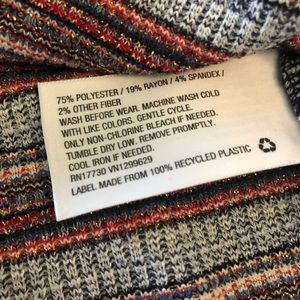 75% POLYESTER / 19% RAYON / 4% SPANDEX /
2% OTHER FIBER
WASH BEFORE WEAR. MACHINE WASH COLD
WITH LIKE COLORS. GENTLE CYCLE.
ONLY NON-CHLORINE BLEACH IF NEEDED.
TUMBLE DRY LOW. REMOVE PROMPTLY.
COOL IRON IF NEEDED.
RN17730 VN1299629
LABEL MADE FROM 100% RECYCLED PLASTIC